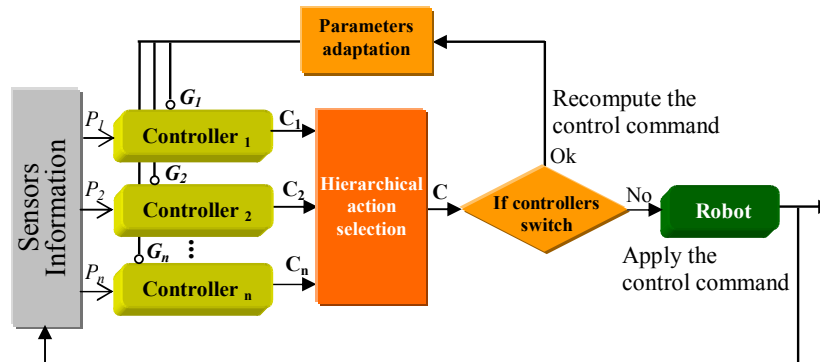 Parameters
adaptation
Sensors
Information
P1
G1
Controller 1
C1
P2
G2
Controller 2
C2
Pn
Gn
Controller n
Cn
Hierarchical
action
selection
C
If controllers
switch
Ok
Recompute the
control command
No
Robot
Apply the
control command